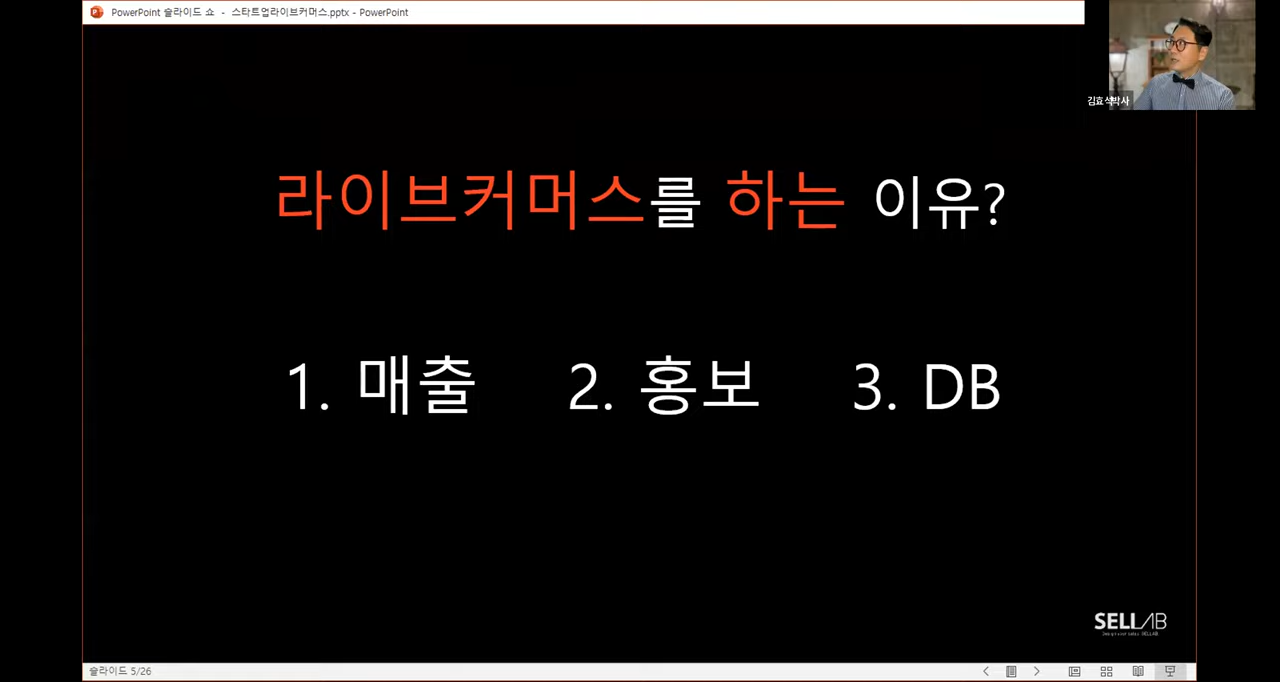 PowerPoint 슬라이드 쇼 - 스타트업라이브커머스.pptx - PowerPoint
김효석박사
라이브커머스를 하는 이유?
1. 매출 2. 홍보 3. DB
SELLAB
슬라이드 5/26